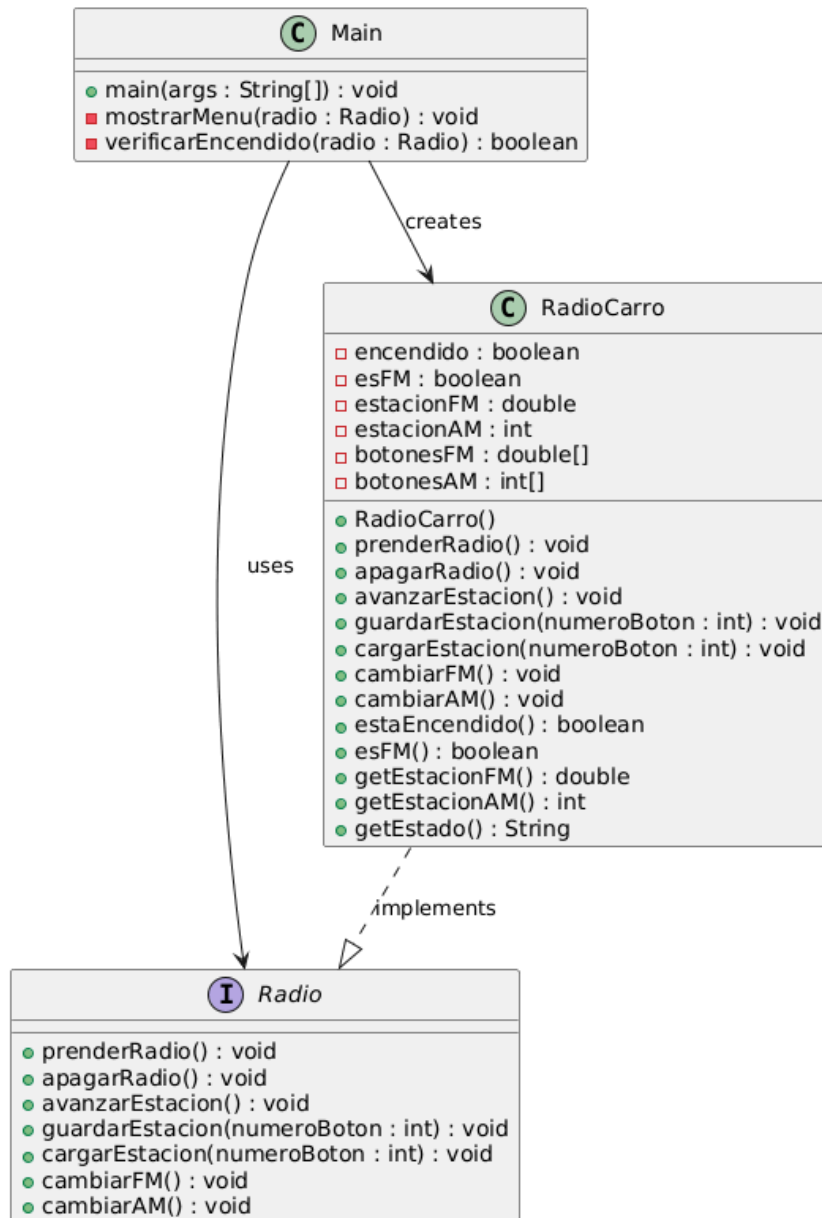 C Main
main(args : String[]) : void
mostrarMenu(radio : Radio) : void
verificarEncendido(radio : Radio) : boolean
creates
C RadioCarro
encendido : boolean
esFM : boolean
estacionFM : double
estacionAM : int
botonesFM : double[]
botonesAM : int[]
RadioCarro()
prenderRadio() : void
uses
apagarRadio() : void
avanzarEstacion() : void
guardarEstacion(numeroBoton : int) : void
cargarEstacion(numeroBoton : int) : void
cambiarFM() : void
cambiarAM() : void
estaEncendido() : boolean
esFM() : boolean
getEstacionFM() : double
getEstacionAM() : int
getEstado() : String
implements
I Radio
prenderRadio() : void
apagarRadio() : void
avanzarEstacion() : void
guardarEstacion(numeroBoton : int) : void
cargarEstacion(numeroBoton : int) : void
cambiarFM() : void
cambiarAM() : void